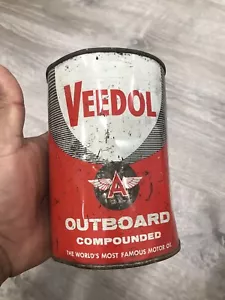 VEEDOL
A
OUTBOARD
COMPOUNDED
THE WORLD'S MOST FAMOUS MOTOR OIL